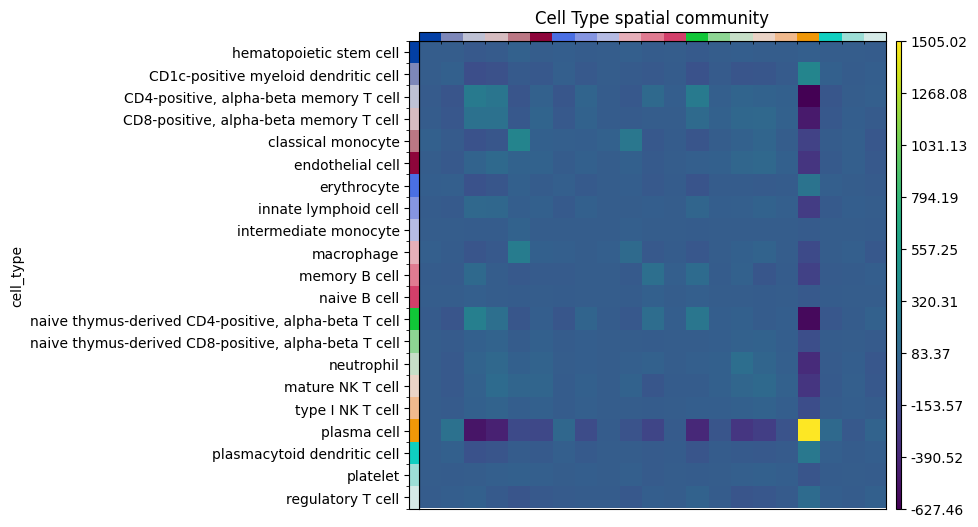 Cell Type spatial community
hematopoietic stem cell
CD1c-positive myeloid dendritic cell
CD4-positive, alpha-beta memory T cell
CD8-positive, alpha-beta memory T cell
classical monocyte
endothelial cell
erythrocyte
innate lymphoid cell
intermediate monocyte
macrophage
memory B cell
naive B cell
naive thymus-derived CD4-positive, alpha-beta T cell
naive thymus-derived CD8-positive, alpha-beta T cell
neutrophil
mature NK T cell
type I NK T cell
plasma cell
plasmacytoid dendritic cell
platelet
regulatory T cell
cell_type
1505.02
1268.08
1031.13
794.19
557.25
320.31
83.37
-153.57
-390.52
-627.46